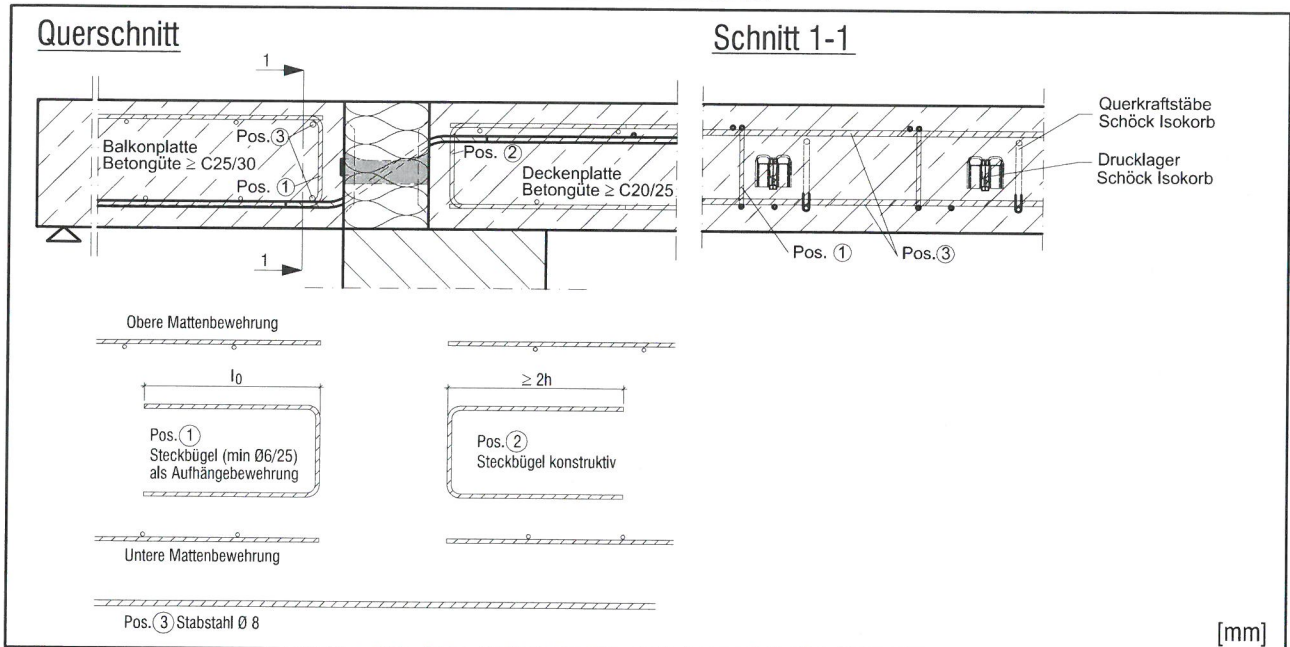 Querschnitt
Schnitt 1-1
1
Pos. ③
Balkonplatte
Betongüte ≥ C25/30
Pos. ①
Pos. ②
Deckenplatte
Betongüte ≥ C20/25
1
Querkraftstäbe
Schöck Isokorb
Drucklager
Schöck Isokorb
Pos. ①
Pos. ③
Obere Mattenbewehrung
l0
≥ 2h
Pos. ①
Steckbügel (min Ø6/25)
als Aufhängebewehrung
Pos. ②
Steckbügel konstruktiv
Untere Mattenbewehrung
Pos. ③ Stabstahl Ø 8
[mm]